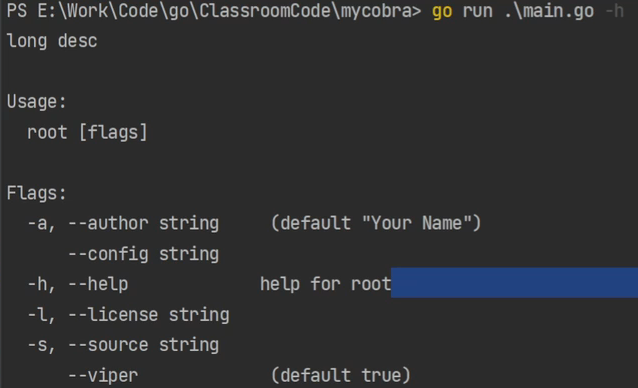 PS E:\Work\Code\go\ClassroomCode\mycobra> go run .\main.go -h
long desc
Usage:
  root [flags]
Flags:
  -a, --author string     (default "Your Name")
      --config string
  -h, --help             help for root
  -l, --license string
  -s, --source string
      --viper             (default true)